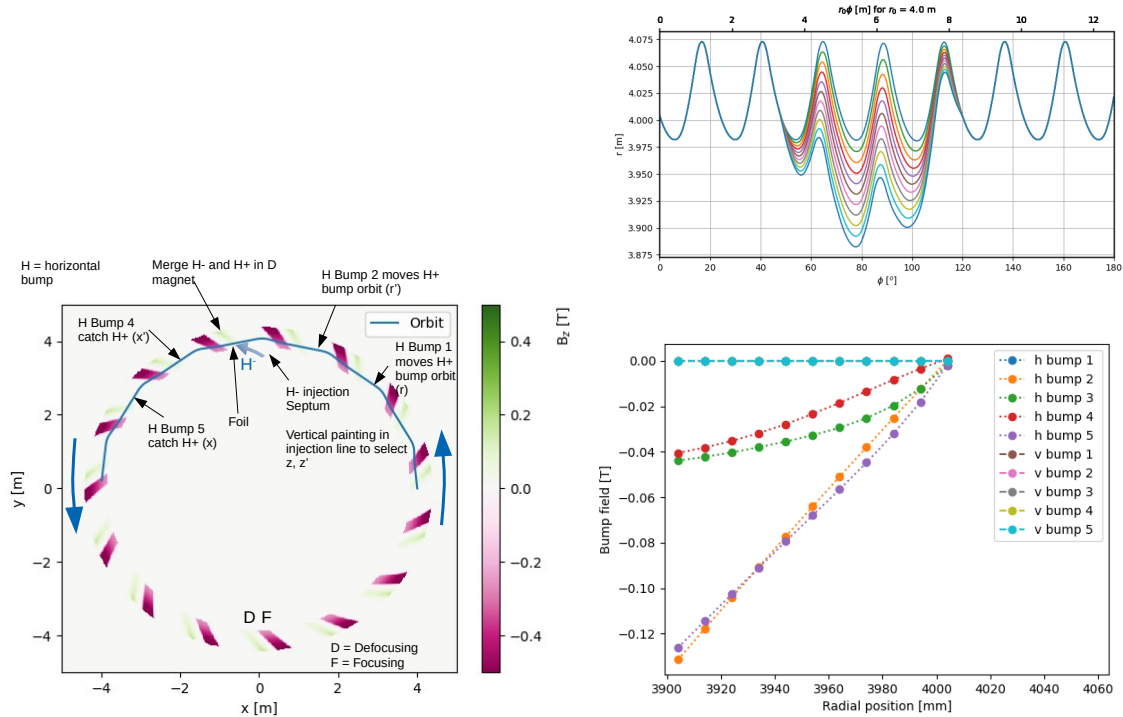 r₀ϕ [m] for r₀ = 4.0 m
0 2 4 6 8 10 12
4.075
4.050
4.025
4.000
3.975
3.950
3.925
3.900
3.875
r [m]
0 20 40 60 80 100 120 140 160 180
ϕ [°]
H = horizontal
bump
Merge H- and H+ in D
magnet
H Bump 2 moves H+
bump orbit (r')
H Bump 4
catch H+ (x')
Orbit
H Bump 1
moves H+
bump orbit
(r)
H-
H- injection
Septum
Foil
H Bump 5
catch H+ (x)
Vertical painting in
injection line to select
z, z'
D F
D = Defocusing
F = Focusing
4
2
0
−2
−4
y [m]
−4 −2 0 2 4
x [m]
B_z [T]
0.4
0.2
0.0
−0.2
−0.4
0.00
−0.02
−0.04
−0.06
−0.08
−0.10
−0.12
Bump field [T]
h bump 1
h bump 2
h bump 3
h bump 4
h bump 5
v bump 1
v bump 2
v bump 3
v bump 4
v bump 5
3900 3920 3940 3960 3980 4000 4020 4040 4060
Radial position [mm]